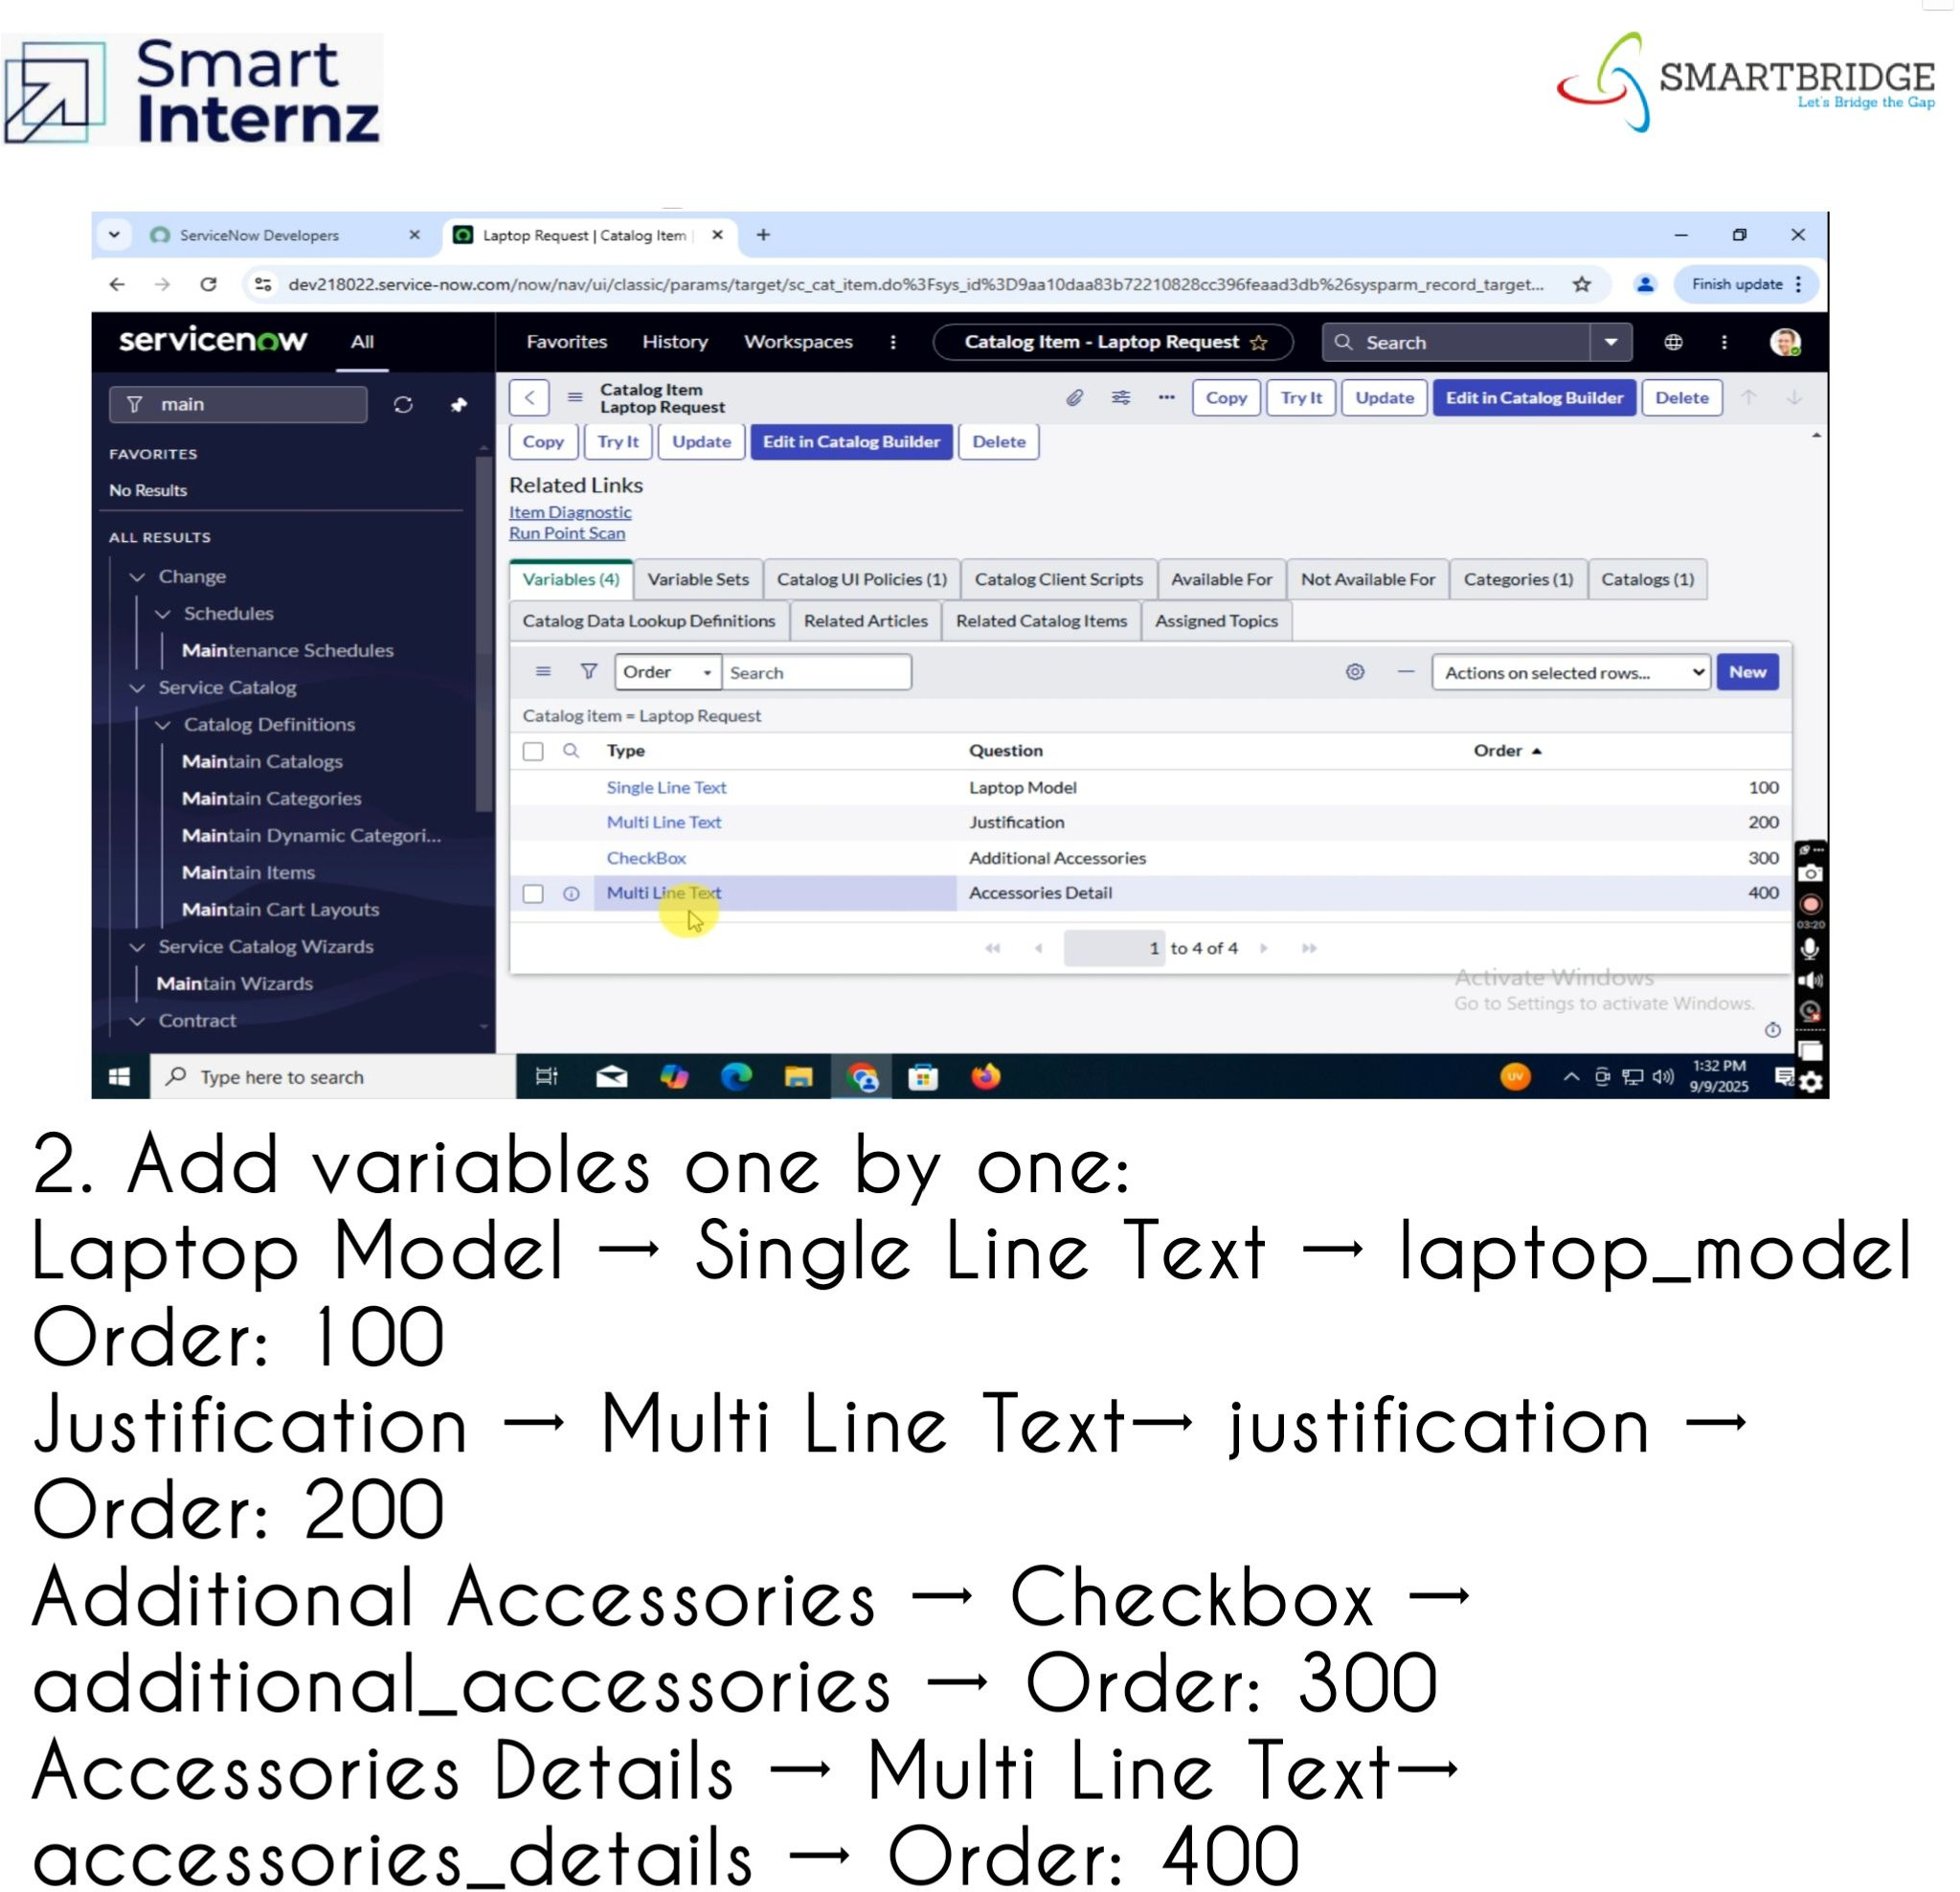 Smart
Internz
SMARTBRIDGE
Let's Bridge the Gap
ServiceNow Developers
Laptop Request | Catalog Item |
dev218022.service-now.com/now/nav/ui/classic/params/target/sc_cat_item.do%3Fsys_id%3D9aa10daa83b72210828cc396feaad3db%26sysparm_record_target...
Finish update
servicenow All Favorites History Workspaces Catalog Item - Laptop Request Search
main
Catalog Item
Laptop Request
Copy Try It Update Edit in Catalog Builder Delete
Copy Try It Update Edit in Catalog Builder Delete
FAVORITES
No Results
ALL RESULTS
Change
Schedules
Maintenance Schedules
Service Catalog
Catalog Definitions
Maintain Catalogs
Maintain Categories
Maintain Dynamic Categori...
Maintain Items
Maintain Cart Layouts
Service Catalog Wizards
Maintain Wizards
Contract
Related Links
Item Diagnostic
Run Point Scan
Variables (4) Variable Sets Catalog UI Policies (1) Catalog Client Scripts Available For Not Available For Categories (1) Catalogs (1)
Catalog Data Lookup Definitions Related Articles Related Catalog Items Assigned Topics
Order Search Actions on selected rows... New
Catalog item = Laptop Request
Type Question Order
Single Line Text Laptop Model 100
Multi Line Text Justification 200
CheckBox Additional Accessories 300
Multi Line Text Accessories Detail 400
1 to 4 of 4
Activate Windows
Go to Settings to activate Windows.
03:20
Type here to search
UV
1:32 PM
9/9/2025
2. Add variables one by one:
Laptop Model → Single Line Text → laptop_model
Order: 100
Justification → Multi Line Text→ justification →
Order: 200
Additional Accessories → Checkbox →
additional_accessories → Order: 300
Accessories Details → Multi Line Text→
accessories_details → Order: 400